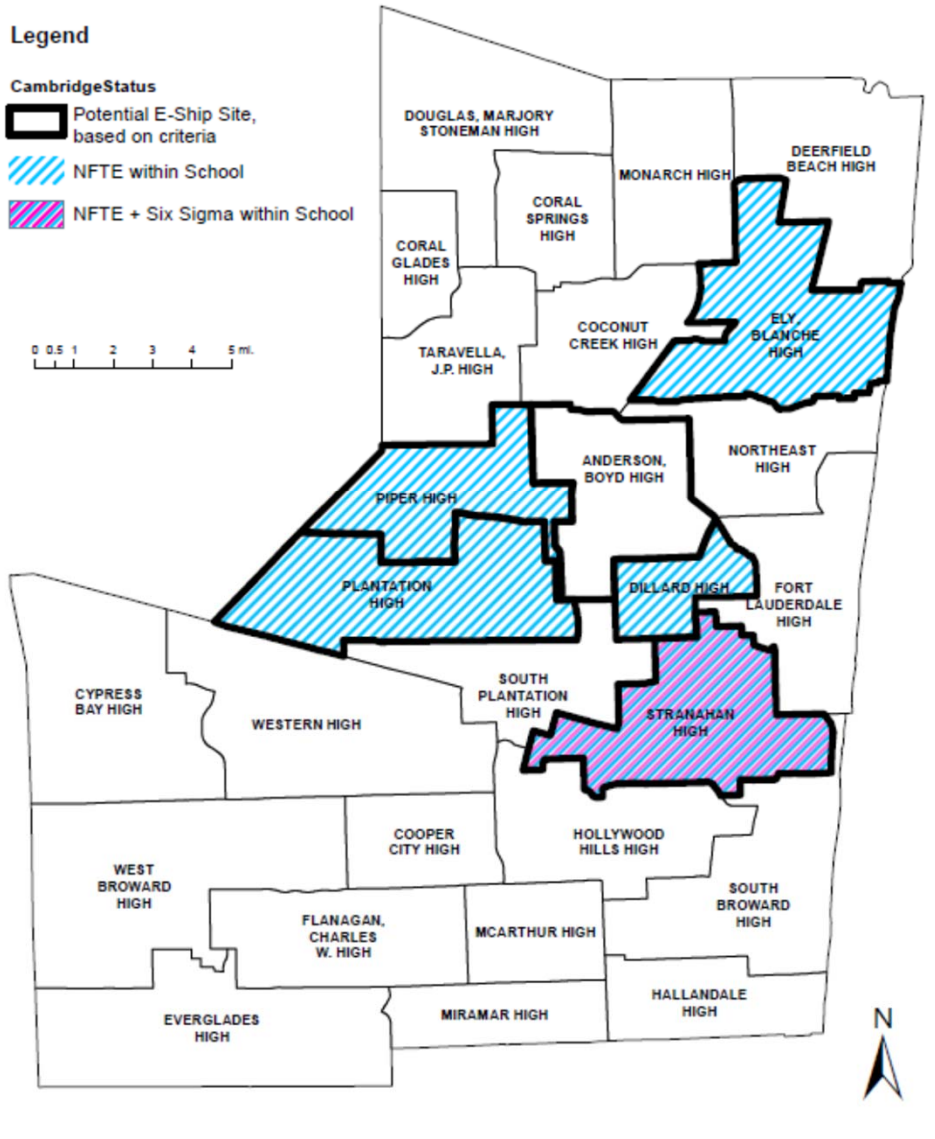 Legend
CambridgeStatus
Potential E-Ship Site,
based on criteria
NFTE within School
NFTE + Six Sigma within School
0 0.5 1 2 3 4 5 mi.
DOUGLAS, MARJORY
STONEMAN HIGH
MONARCH HIGH
DEERFIELD
BEACH HIGH
CORAL
SPRINGS
HIGH
CORAL
GLADES
HIGH
ELY
BLANCHE
HIGH
COCONUT
CREEK HIGH
TARAVELLA,
J.P. HIGH
NORTHEAST
HIGH
ANDERSON,
BOYD HIGH
PIPER HIGH
PLANTATION
HIGH
DILLARD HIGH
FORT
LAUDERDALE
HIGH
CYPRESS
BAY HIGH
WESTERN HIGH
SOUTH
PLANTATION
HIGH
STRANAHAN
HIGH
COOPER
CITY HIGH
HOLLYWOOD
HILLS HIGH
WEST
BROWARD
HIGH
SOUTH
BROWARD
HIGH
FLANAGAN,
CHARLES
W. HIGH
MCARTHUR HIGH
EVERGLADES
HIGH
MIRAMAR HIGH
HALLANDALE
HIGH
N